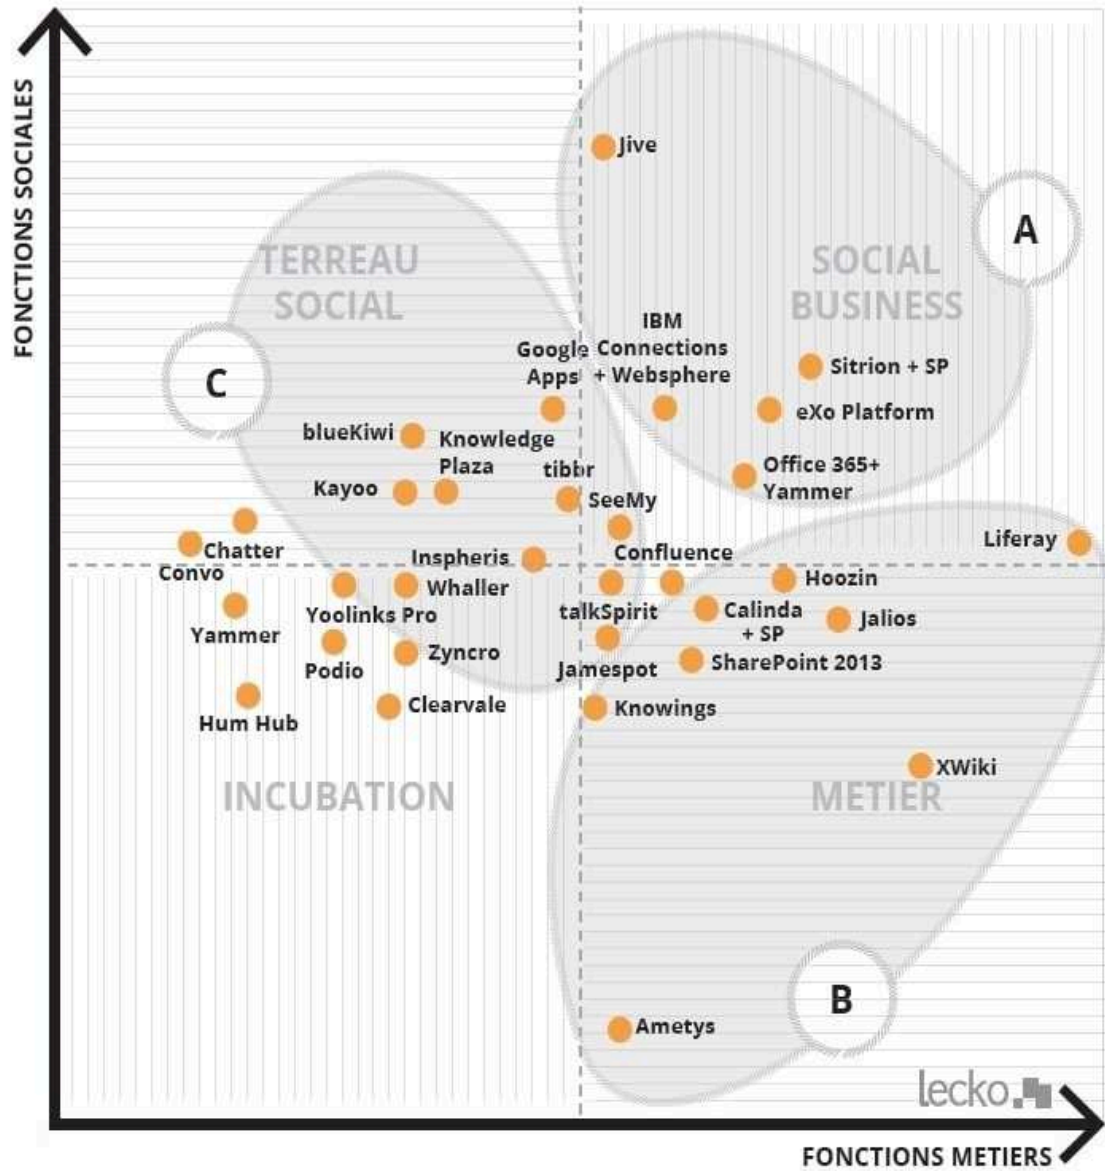 FONCTIONS SOCIALES
Jive
A
TERREAU
SOCIAL
SOCIAL
BUSINESS
IBM
Google Connections
Apps + Websphere
Sitrion + SP
C
eXo Platform
blueKiwi
Knowledge
Plaza
tibbr
Office 365+
Yammer
Kayoo
SeeMy
Chatter
Convo
Inspheris
Confluence
Liferay
Whaller
Hoozin
Yoolinks Pro
talkSpirit
Calinda
+ SP
Jalios
Yammer
Podio
Zyncro
Jamespot
SharePoint 2013
Hum Hub
Clearvale
Knowings
XWiki
INCUBATION
METIER
B
Ametys
lecko
FONCTIONS METIERS